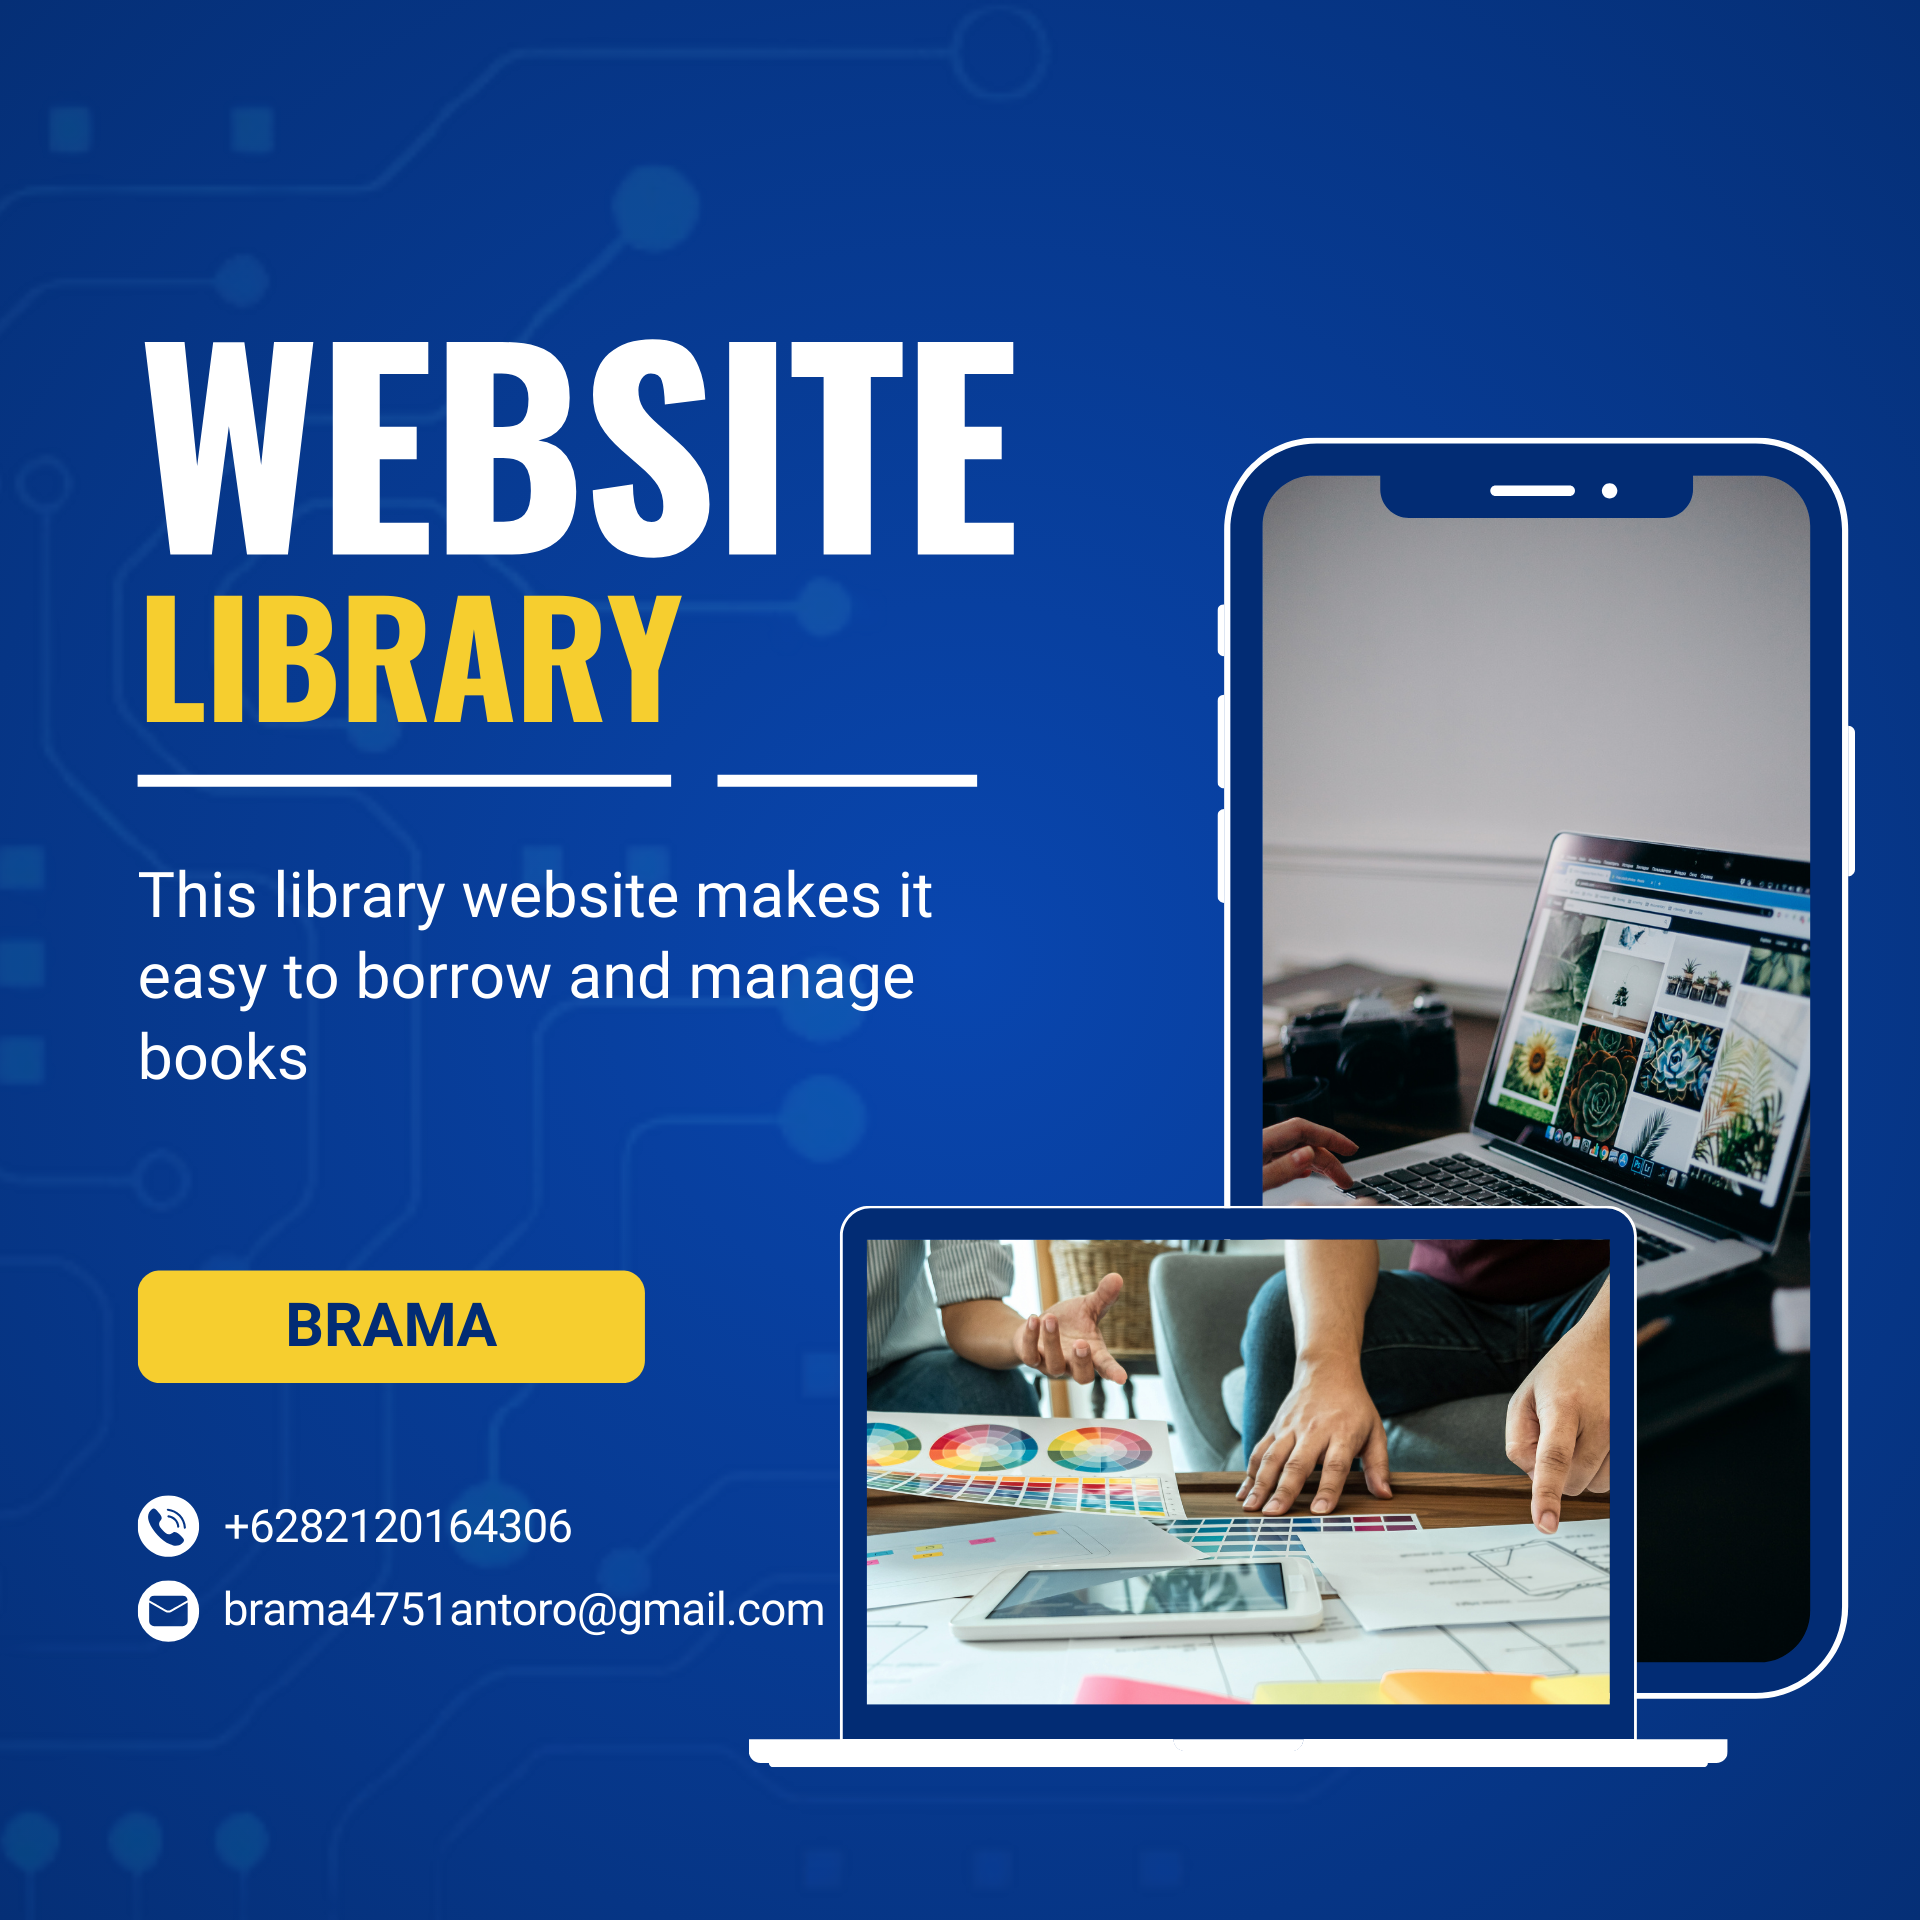 WEBSITE
LIBRARY
This library website makes it
easy to borrow and manage
books
BRAMA
+6282120164306
brama4751antoro@gmail.com